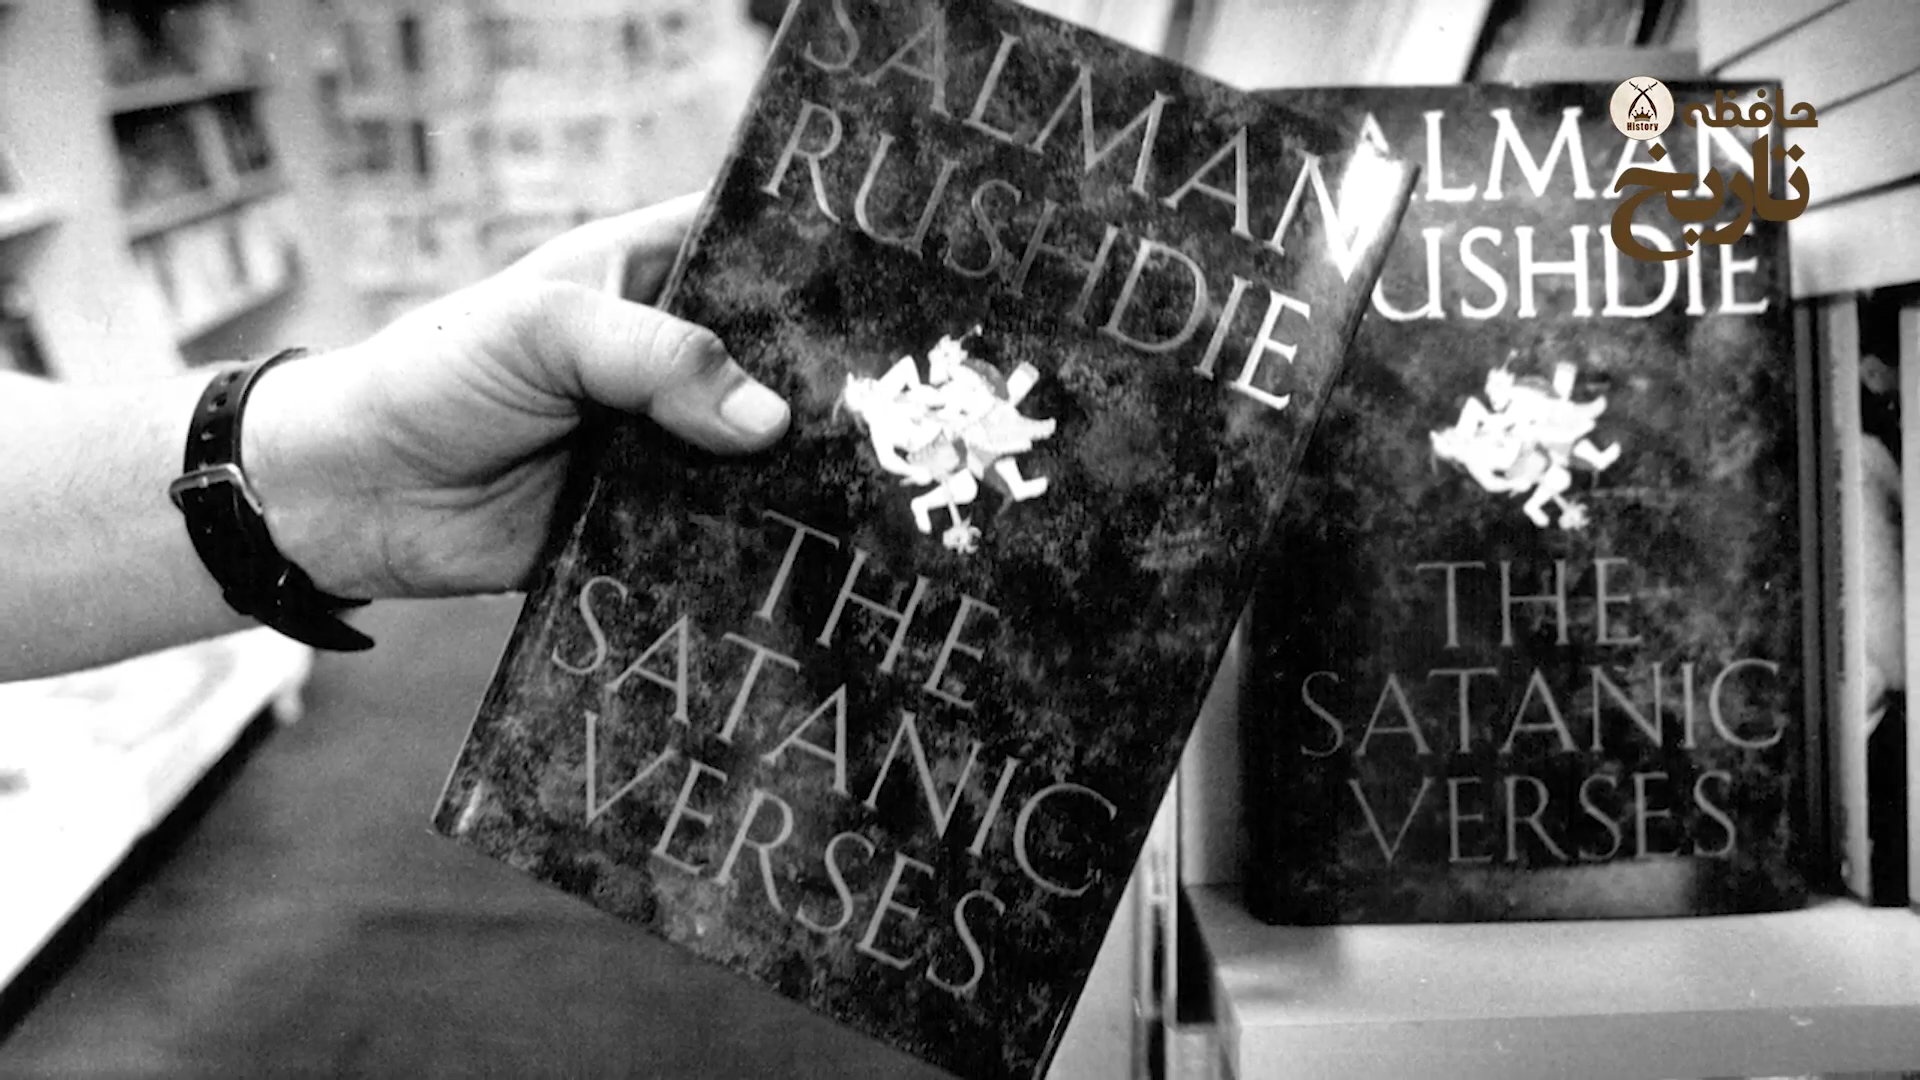 SALMAN
RUSHDIE
THE
SATANIC
VERSES
ALMAN
USHDIE
THE
SATANIC
VERSES
History
حافظه
تاریخ